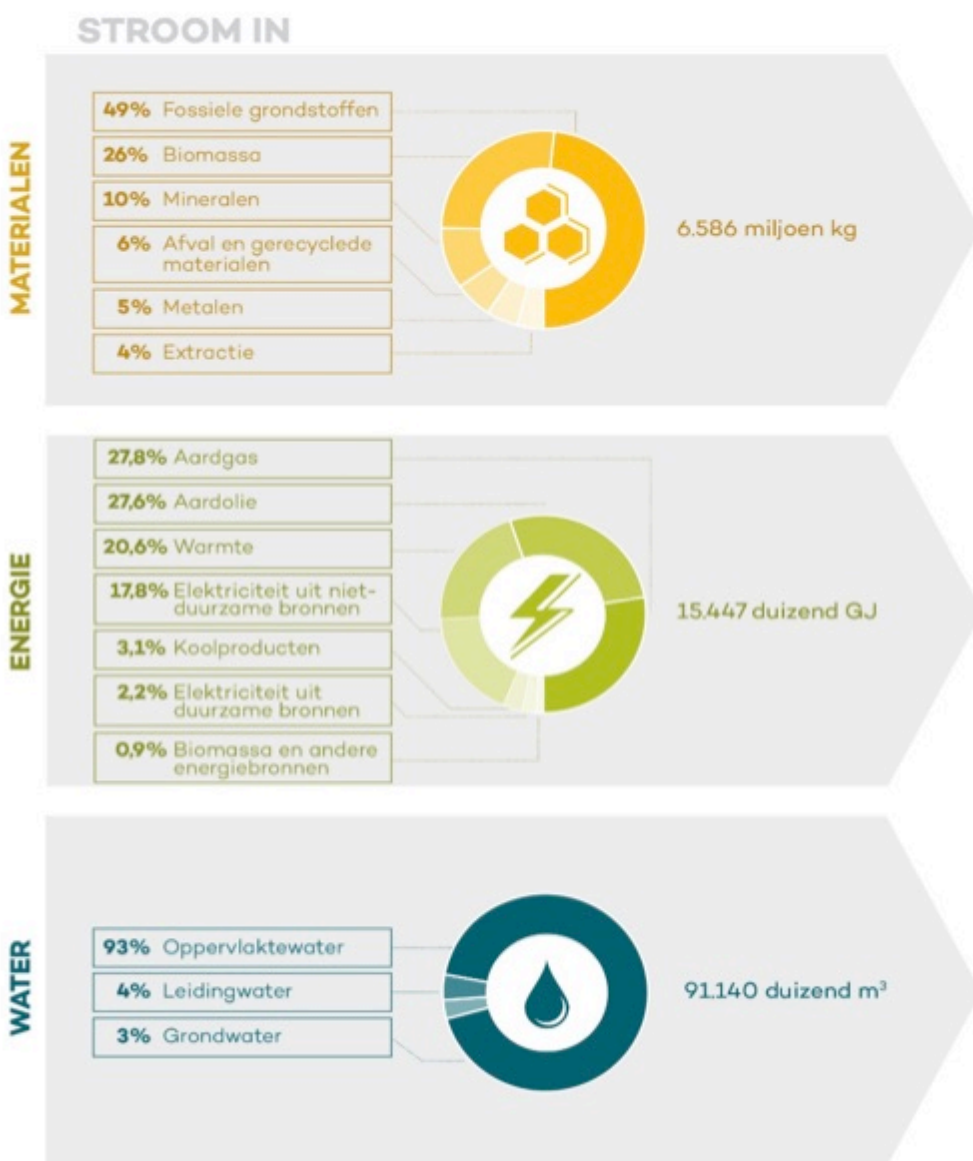 STROOM IN
MATERIALEN
49% Fossiele grondstoffen
26% Biomassa
10% Mineralen
6% Afval en gerecyclede
materialen
5% Metalen
4% Extractie
6.586 miljoen kg
ENERGIE
27,8% Aardgas
27,6% Aardolie
20,6% Warmte
17,8% Elektriciteit uit niet-
duurzame bronnen
3,1% Koolproducten
2,2% Elektriciteit uit
duurzame bronnen
0,9% Biomassa en andere
energiebronnen
15.447 duizend GJ
WATER
93% Oppervlaktewater
4% Leidingwater
3% Grondwater
91.140 duizend m³